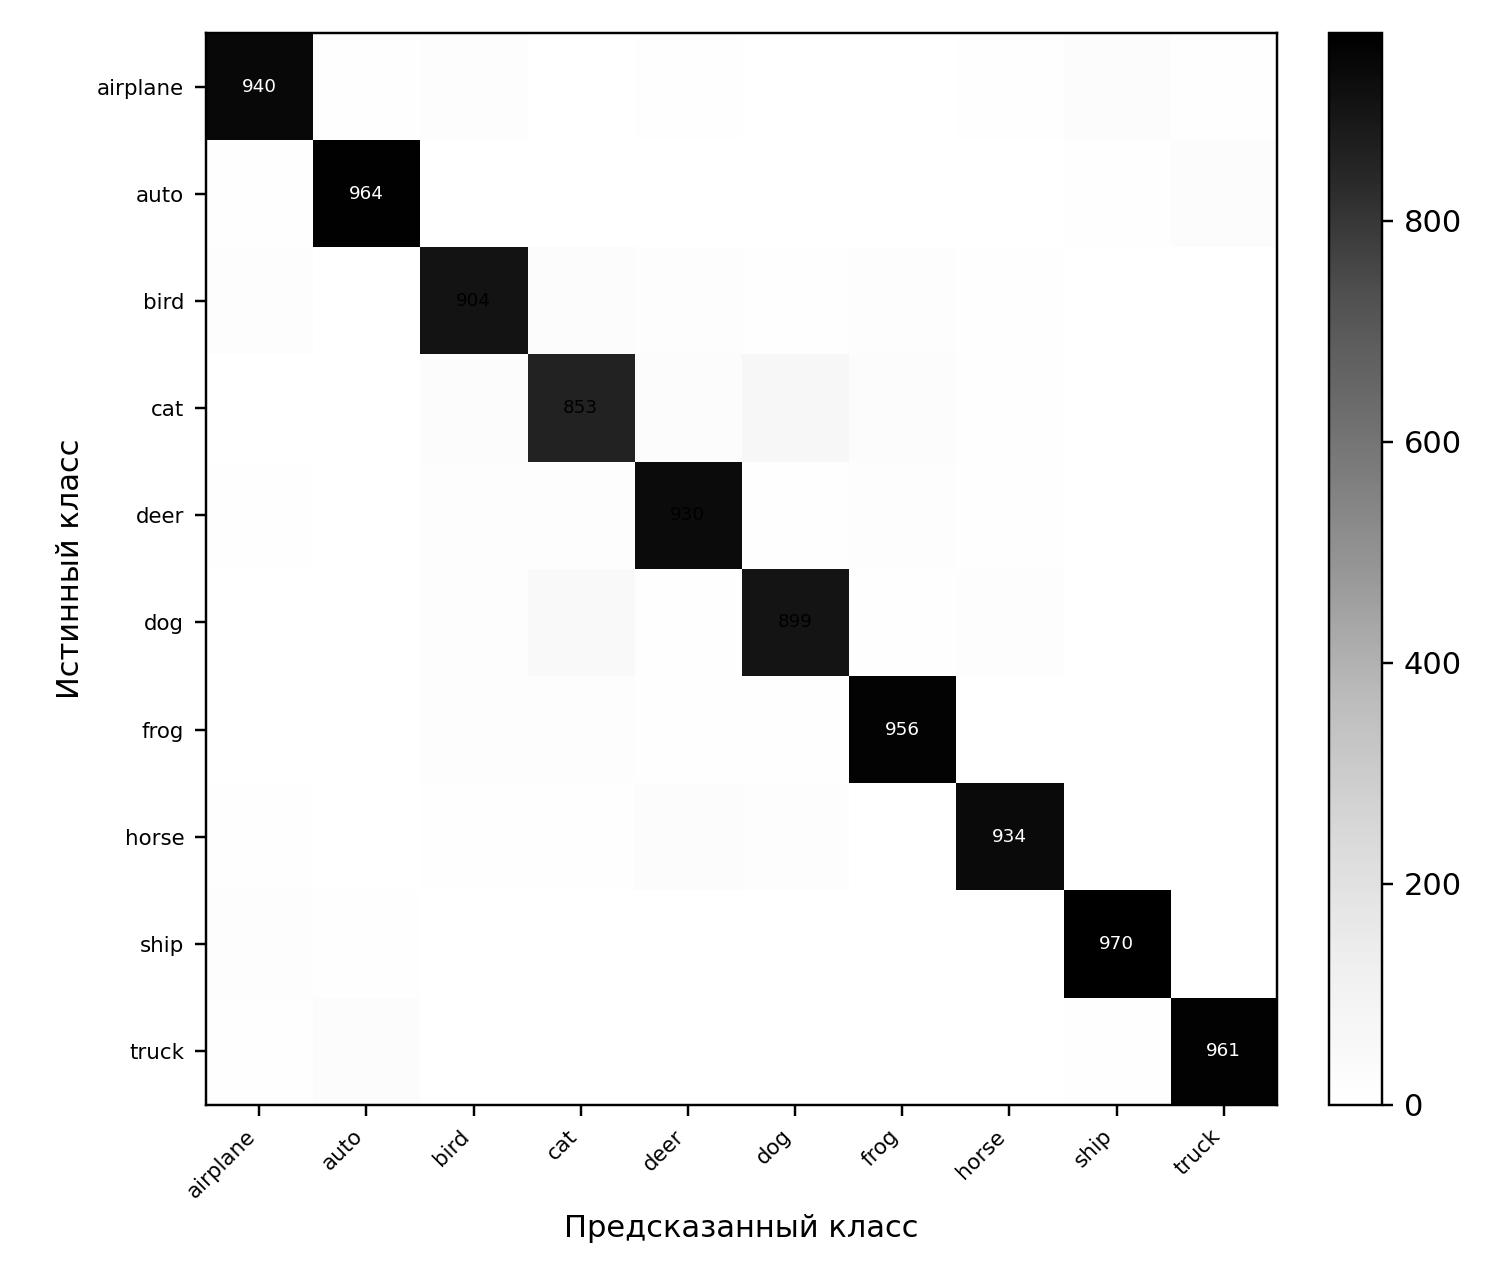 airplane
940
auto
964
800
bird
904
cat
853
600
deer
930
Истинный класс
dog
899
400
frog
956
horse
934
200
ship
970
truck
961
0
airplane
auto
bird
cat
deer
dog
frog
horse
ship
truck
Предсказанный класс